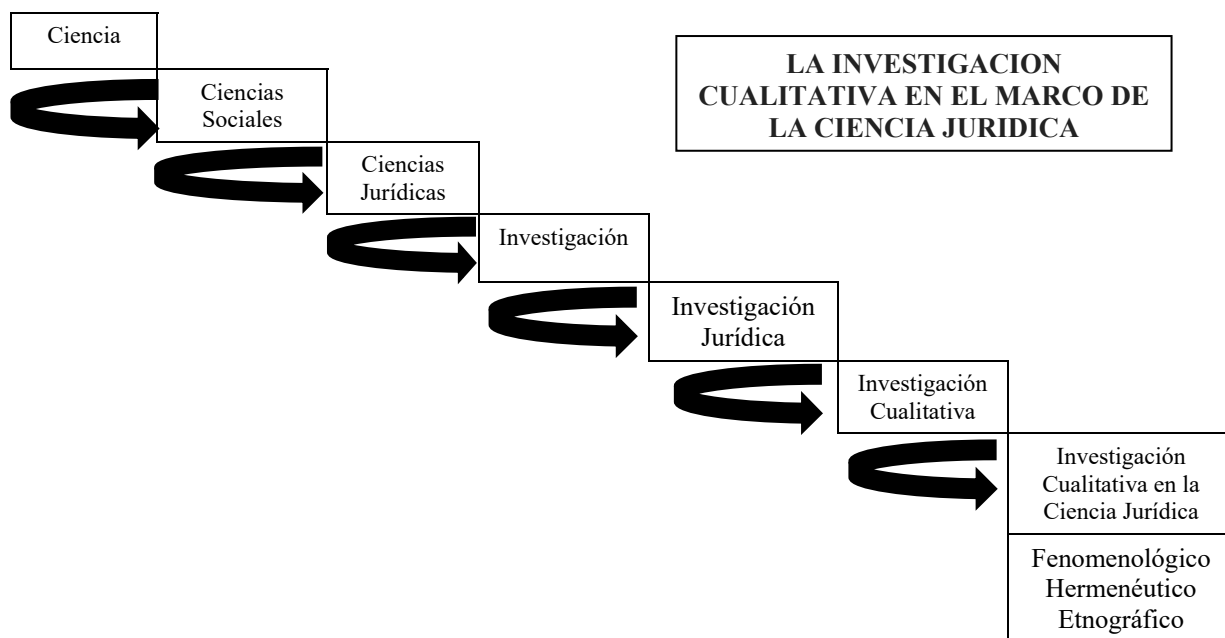 Ciencia
LA INVESTIGACION
CUALITATIVA EN EL MARCO DE
LA CIENCIA JURIDICA
Ciencias
Sociales
Ciencias
Jurídicas
Investigación
Investigación
Jurídica
Investigación
Cualitativa
Investigación
Cualitativa en la
Ciencia Jurídica
Fenomenológico
Hermenéutico
Etnográfico